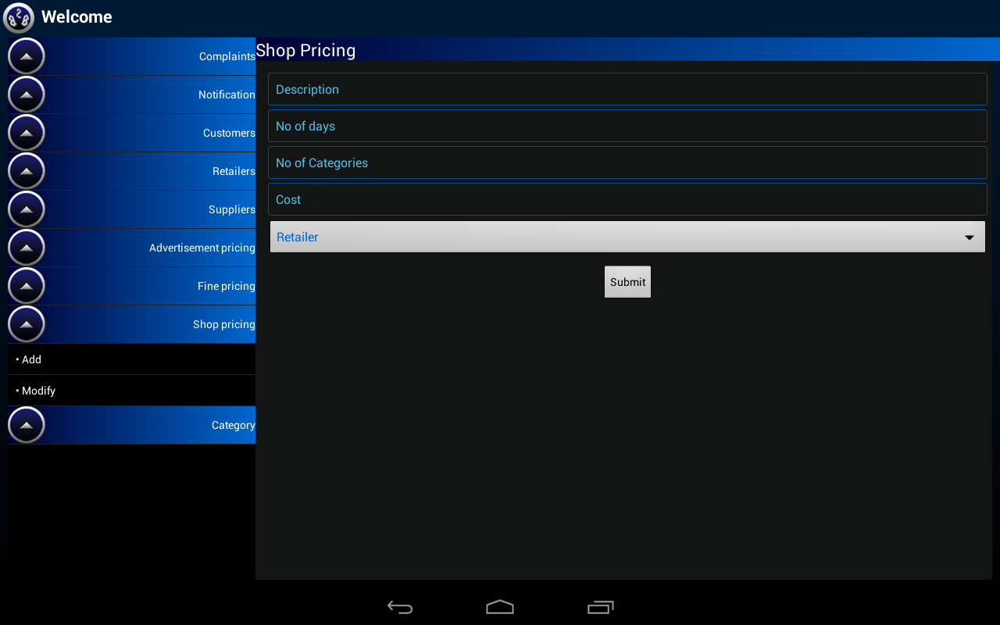 Welcome
Complaints
Notification
Customers
Retailers
Suppliers
Advertisement pricing
Fine pricing
Shop pricing
• Add
• Modify
Category
Shop Pricing
Description
No of days
No of Categories
Cost
Retailer
Submit